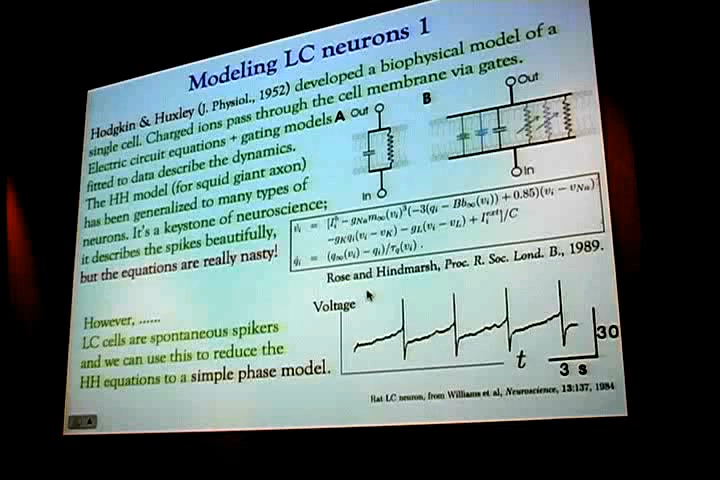 Modeling LC neurons 1
Hodgkin & Huxley (J. Physiol., 1952) developed a biophysical model of a
single cell. Charged ions pass through the cell membrane via gates.
Electric circuit equations + gating models
fitted to data describe the dynamics.
The HH model (for squid giant axon)
has been generalized to many types of
neurons. It's a keystone of neuroscience;
it describes the spikes beautifully,
but the equations are really nasty!
A
Out
In
B
Out
In
v̇ᵢ = [Iᵢᵇ − g_Na m_∞(vᵢ)³(−3(qᵢ − Bb_∞(vᵢ)) + 0.85)(vᵢ − v_Na)
−g_K qᵢ(vᵢ − v_K) − g_L(vᵢ − v_L) + Iᵢᵉˣᵗ]/C
q̇ᵢ = (q_∞(vᵢ) − qᵢ)/τ_q(vᵢ) .
Rose and Hindmarsh, Proc. R. Soc. Lond. B., 1989.
However, ......
LC cells are spontaneous spikers
and we can use this to reduce the
HH equations to a simple phase model.
Voltage
t
30
3 s
Rat LC neuron, from Williams et al, Neuroscience, 13:137, 1984